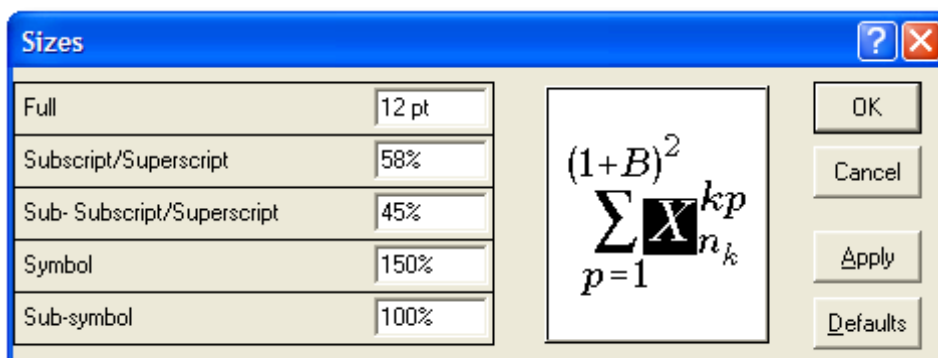 Sizes
Full 12 pt
Subscript/Superscript 58%
Sub- Subscript/Superscript 45%
Symbol 150%
Sub-symbol 100%
(1+B)²
∑ X kp
n k
p=1
OK
Cancel
Apply
Defaults